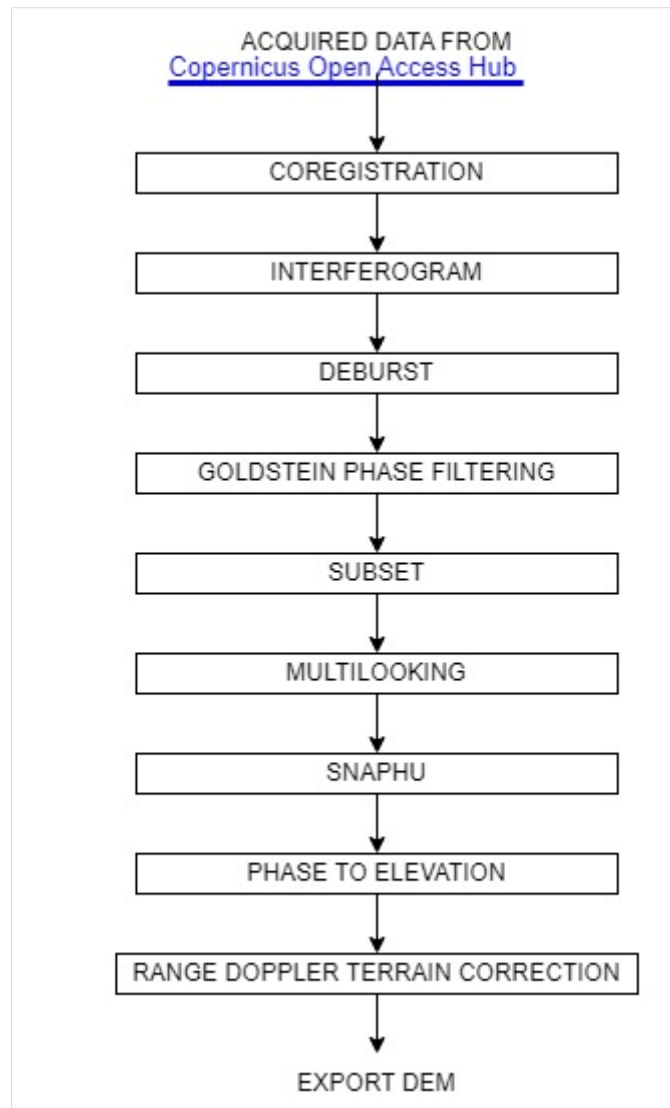 ACQUIRED DATA FROM
Copernicus Open Access Hub
COREGISTRATION
INTERFEROGRAM
DEBURST
GOLDSTEIN PHASE FILTERING
SUBSET
MULTILOOKING
SNAPHU
PHASE TO ELEVATION
RANGE DOPPLER TERRAIN CORRECTION
EXPORT DEM